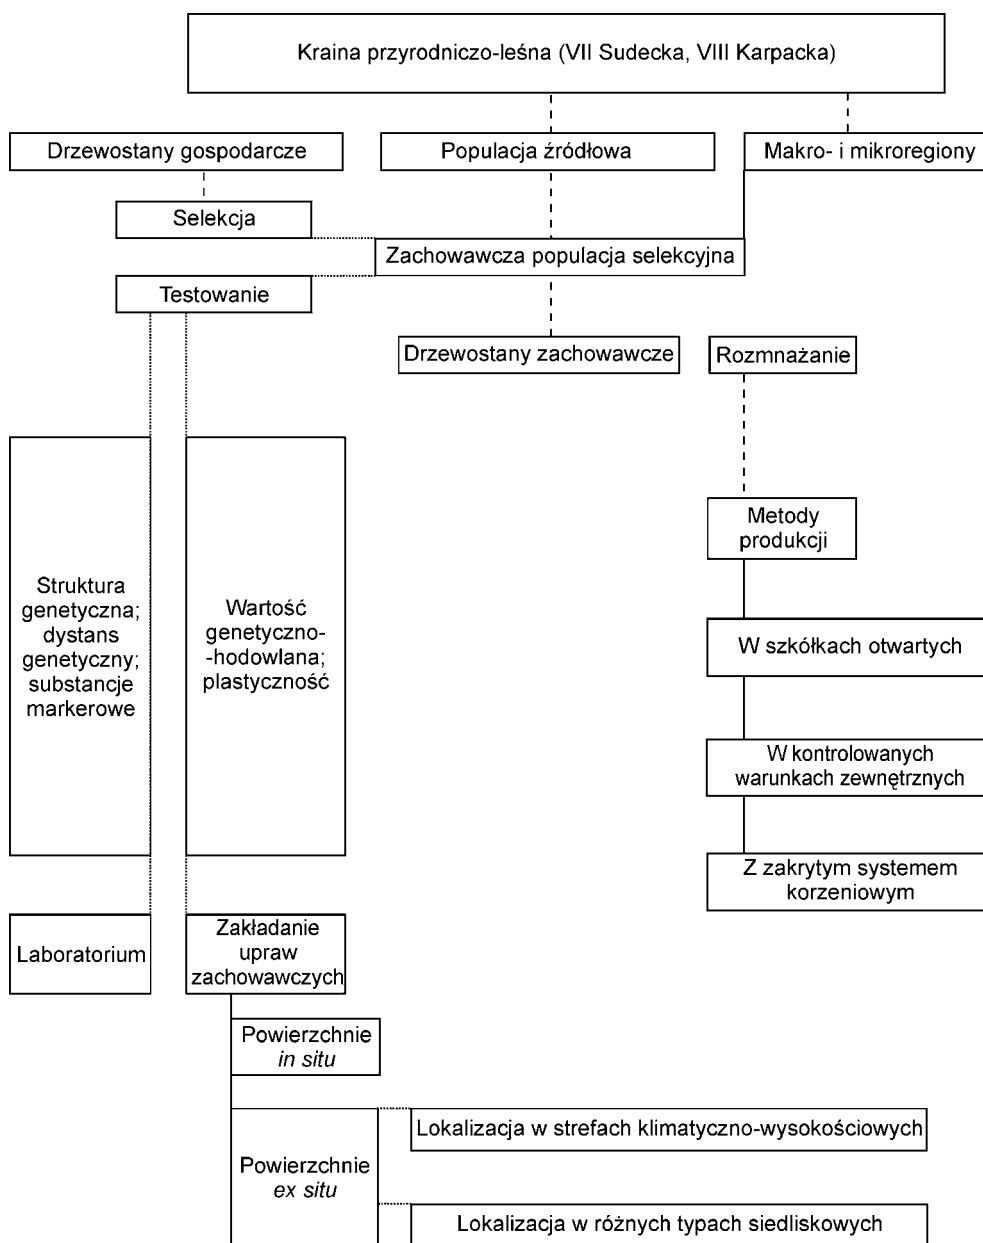 Kraina przyrodniczo-leśna (VII Sudecka, VIII Karpacka)
Drzewostany gospodarcze
Populacja źródłowa
Makro- i mikroregiony
Selekcja
Zachowawcza populacja selekcyjna
Testowanie
Drzewostany zachowawcze
Rozmnażanie
Metody
produkcji
Struktura
genetyczna;
dystans
genetyczny;
substancje
markerowe
Wartość
genetyczno-
-hodowlana;
plastyczność
W szkółkach otwartych
W kontrolowanych
warunkach zewnętrznych
Z zakrytym systemem
korzeniowym
Laboratorium
Zakładanie
upraw
zachowawczych
Powierzchnie
in situ
Powierzchnie
ex situ
Lokalizacja w strefach klimatyczno-wysokościowych
Lokalizacja w różnych typach siedliskowych